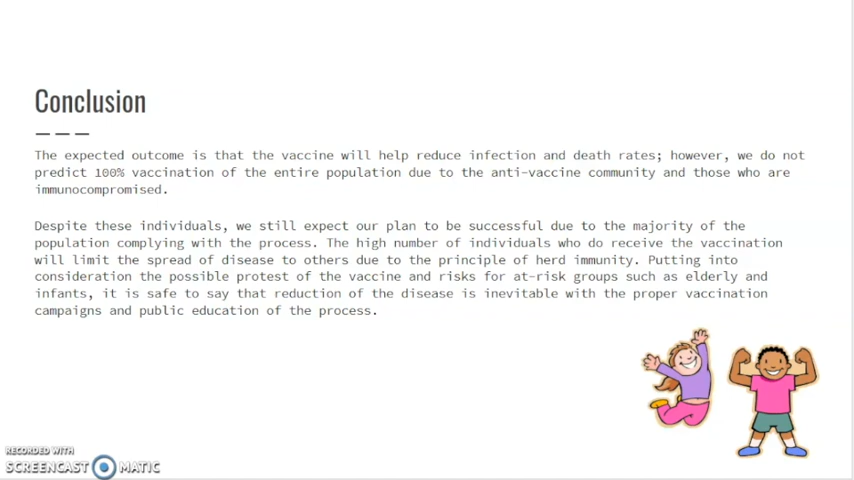 Conclusion
The expected outcome is that the vaccine will help reduce infection and death rates; however, we do not
predict 100% vaccination of the entire population due to the anti-vaccine community and those who are
immunocompromised.
Despite these individuals, we still expect our plan to be successful due to the majority of the
population complying with the process. The high number of individuals who do receive the vaccination
will limit the spread of disease to others due to the principle of herd immunity. Putting into
consideration the possible protest of the vaccine and risks for at-risk groups such as elderly and
infants, it is safe to say that reduction of the disease is inevitable with the proper vaccination
campaigns and public education of the process.
RECORDED WITH
SCREENCAST MATIC